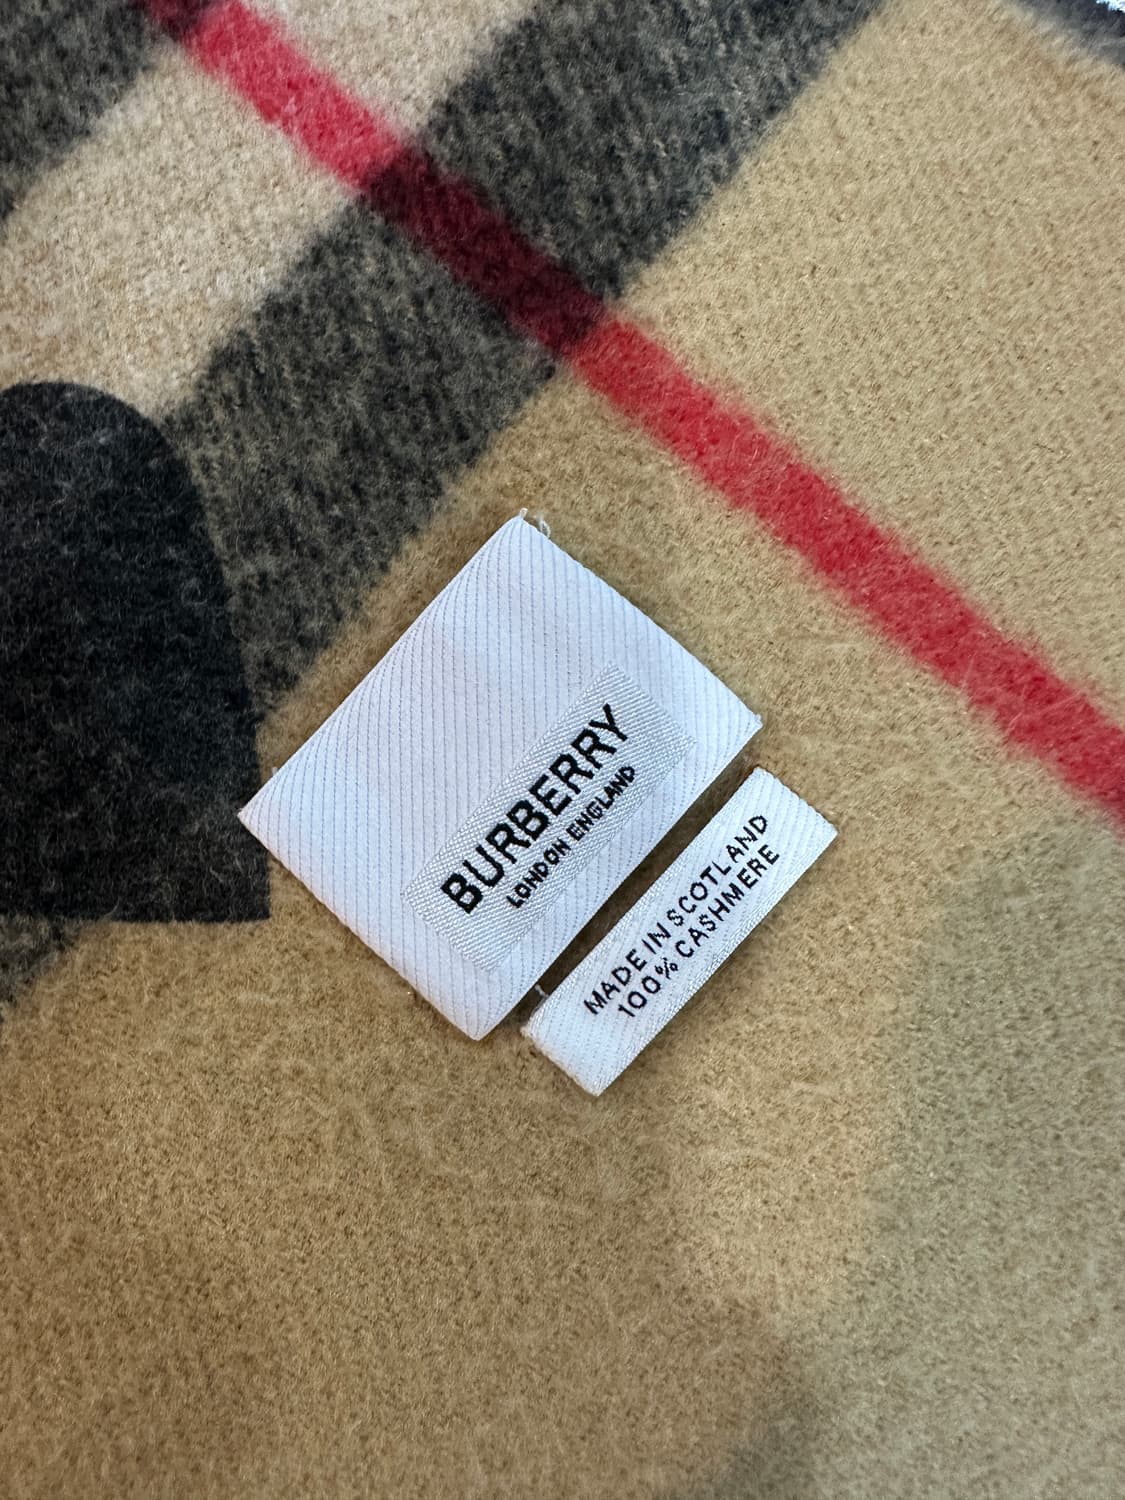 BURBERRY
LONDON ENGLAND
MADE IN SCOTLAND
100% CASHMERE